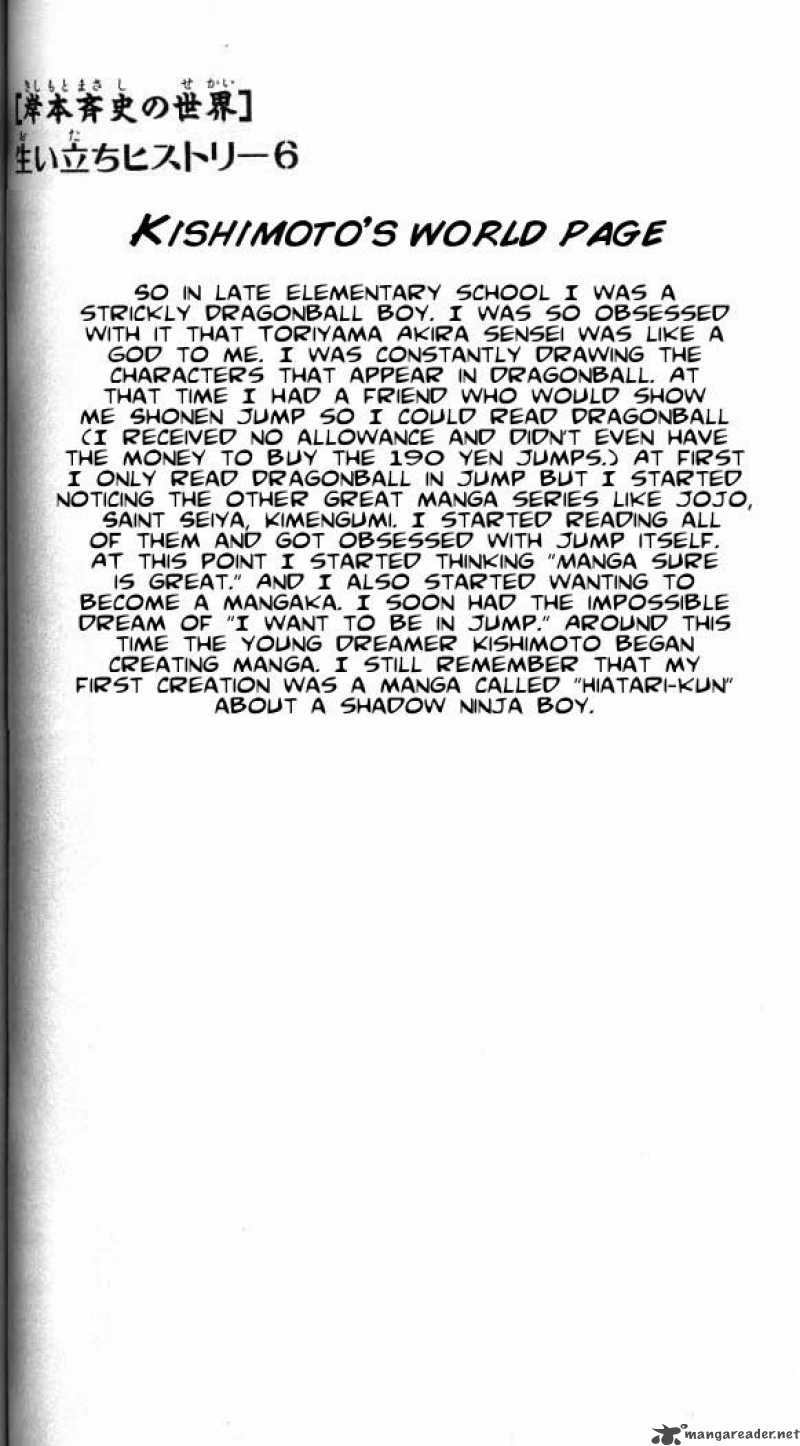 きしもとまさし せかい
[岸本斉史の世界]
お た
生い立ちヒストリー6
KISHIMOTO'S WORLD PAGE
SO IN LATE ELEMENTARY SCHOOL I WAS A
STRICKLY DRAGONBALL BOY. I WAS SO OBSESSED
WITH IT THAT TORIYAMA AKIRA SENSEI WAS LIKE A
GOD TO ME. I WAS CONSTANTLY DRAWING THE
CHARACTERS THAT APPEAR IN DRAGONBALL. AT
THAT TIME I HAD A FRIEND WHO WOULD SHOW
ME SHONEN JUMP SO I COULD READ DRAGONBALL
(I RECEIVED NO ALLOWANCE AND DIDN'T EVEN HAVE
THE MONEY TO BUY THE 190 YEN JUMPS.) AT FIRST
I ONLY READ DRAGONBALL IN JUMP BUT I STARTED
NOTICING THE OTHER GREAT MANGA SERIES LIKE JOJO,
SAINT SEIYA, KIMENGUMI. I STARTED READING ALL
OF THEM AND GOT OBSESSED WITH JUMP ITSELF.
AT THIS POINT I STARTED THINKING "MANGA SURE
IS GREAT." AND I ALSO STARTED WANTING TO
BECOME A MANGAKA. I SOON HAD THE IMPOSSIBLE
DREAM OF "I WANT TO BE IN JUMP." AROUND THIS
TIME THE YOUNG DREAMER KISHIMOTO BEGAN
CREATING MANGA. I STILL REMEMBER THAT MY
FIRST CREATION WAS A MANGA CALLED "HIATARI-KUN"
ABOUT A SHADOW NINJA BOY.
mangareader.net